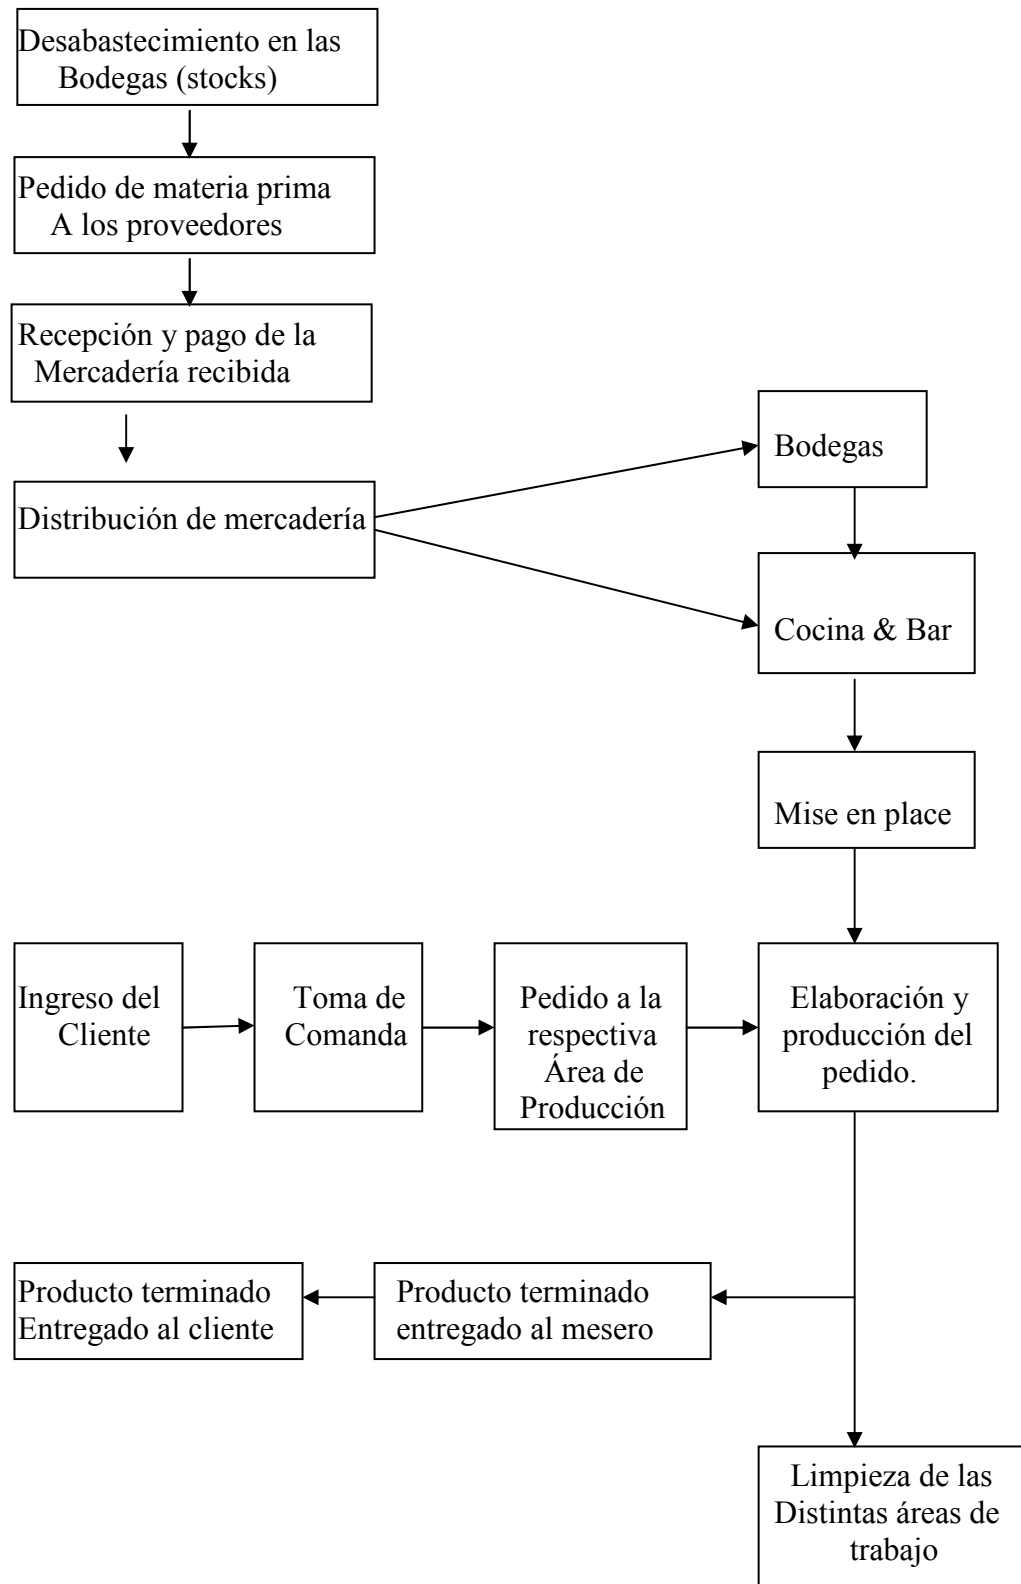 Desabastecimiento en las
Bodegas (stocks)
Pedido de materia prima
A los proveedores
Recepción y pago de la
Mercadería recibida
Distribución de mercadería
Bodegas
Cocina & Bar
Mise en place
Ingreso del
Cliente
Toma de
Comanda
Pedido a la
respectiva
Área de
Producción
Elaboración y
producción del
pedido.
Producto terminado
Entregado al cliente
Producto terminado
entregado al mesero
Limpieza de las
Distintas áreas de
trabajo